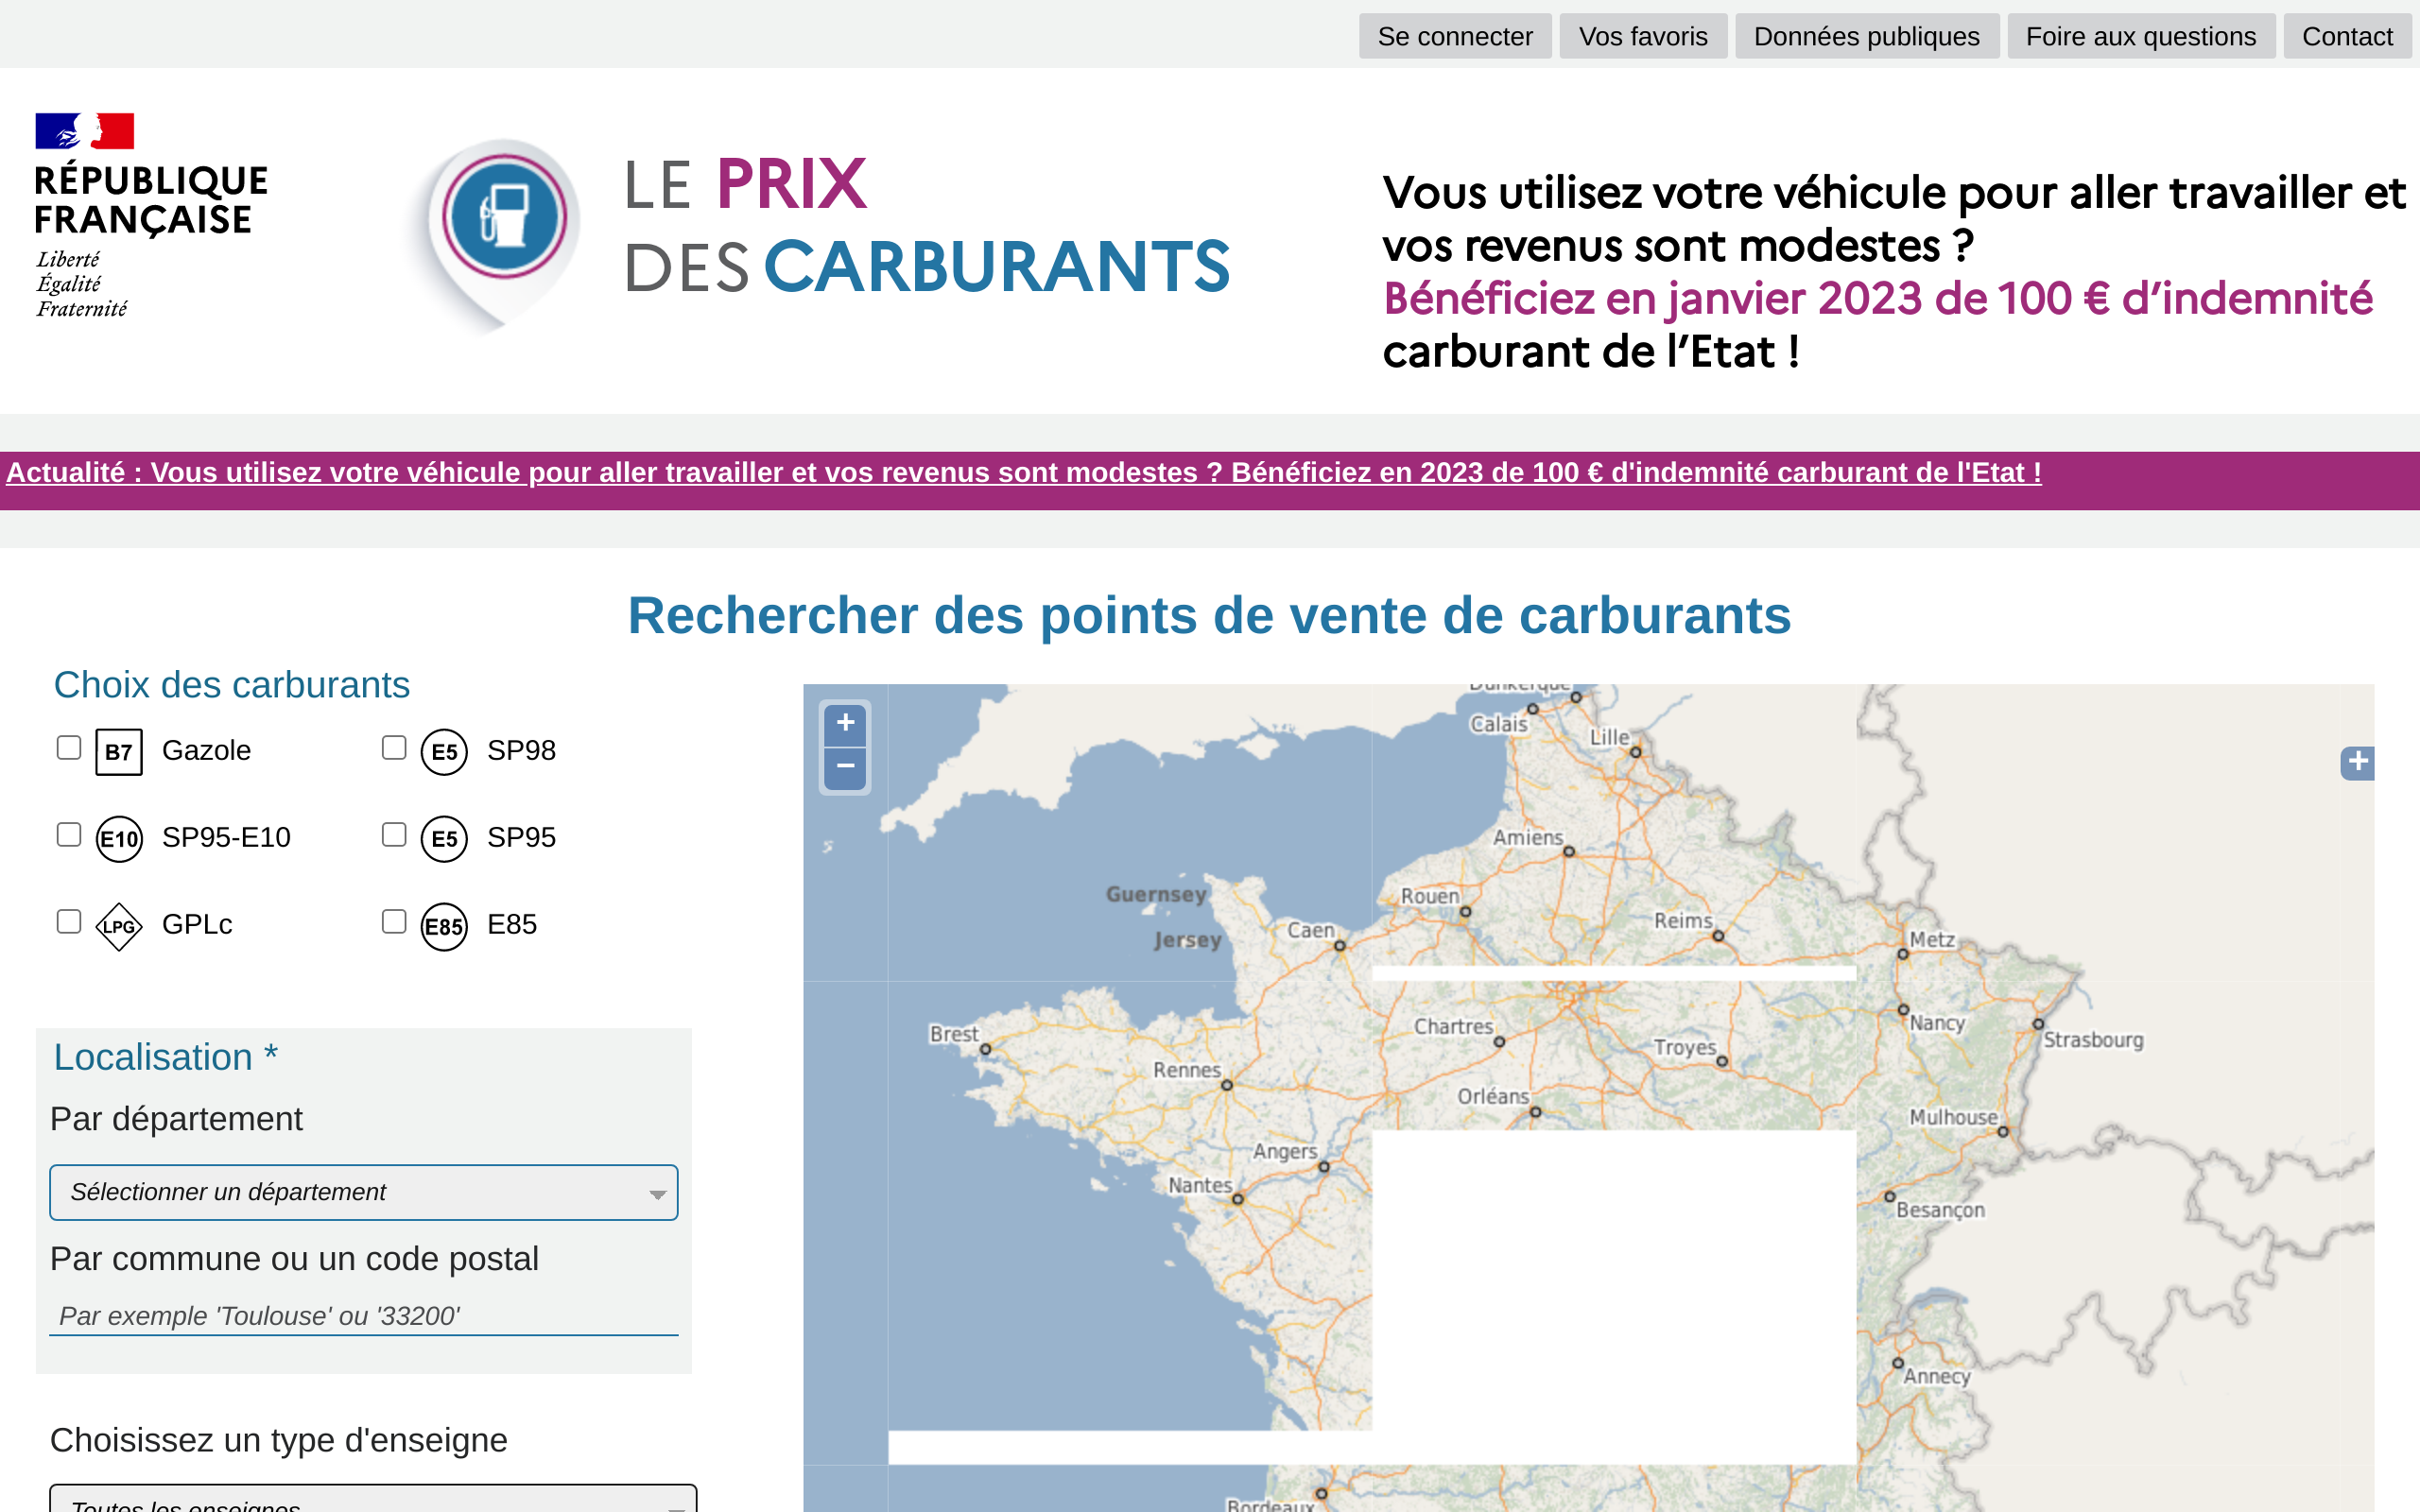 Se connecter
Vos favoris
Données publiques
Foire aux questions
Contact
RÉPUBLIQUE
FRANÇAISE
Liberté
Égalité
Fraternité
LE PRIX
DES CARBURANTS
Vous utilisez votre véhicule pour aller travailler et
vos revenus sont modestes ?
Bénéficiez en janvier 2023 de 100 € d’indemnité
carburant de l’Etat !
Actualité : Vous utilisez votre véhicule pour aller travailler et vos revenus sont modestes ? Bénéficiez en 2023 de 100 € d'indemnité carburant de l'Etat !
Rechercher des points de vente de carburants
Choix des carburants
B7 Gazole
E5 SP98
E10 SP95-E10
E5 SP95
LPG GPLc
E85 E85
Localisation *
Par département
Sélectionner un département
Par commune ou un code postal
Par exemple 'Toulouse' ou '33200'
Choisissez un type d'enseigne
Toutes les enseignes
+
−
+
Dunkerque
Calais
Lille
Amiens
Guernsey
Rouen
Reims
Jersey
Caen
Metz
Brest
Chartres
Nancy
Strasbourg
Troyes
Rennes
Orléans
Mulhouse
Angers
Nantes
Besançon
Annecy
Bordeaux